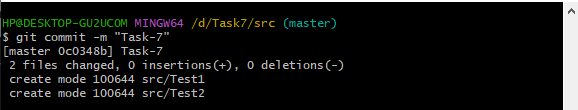 HP@DESKTOP-GU2UCOM MINGW64 /d/Task7/src (master)
$ git commit -m "Task-7"
[master 0c0348b] Task-7
 2 files changed, 0 insertions(+), 0 deletions(-)
 create mode 100644 src/Test1
 create mode 100644 src/Test2